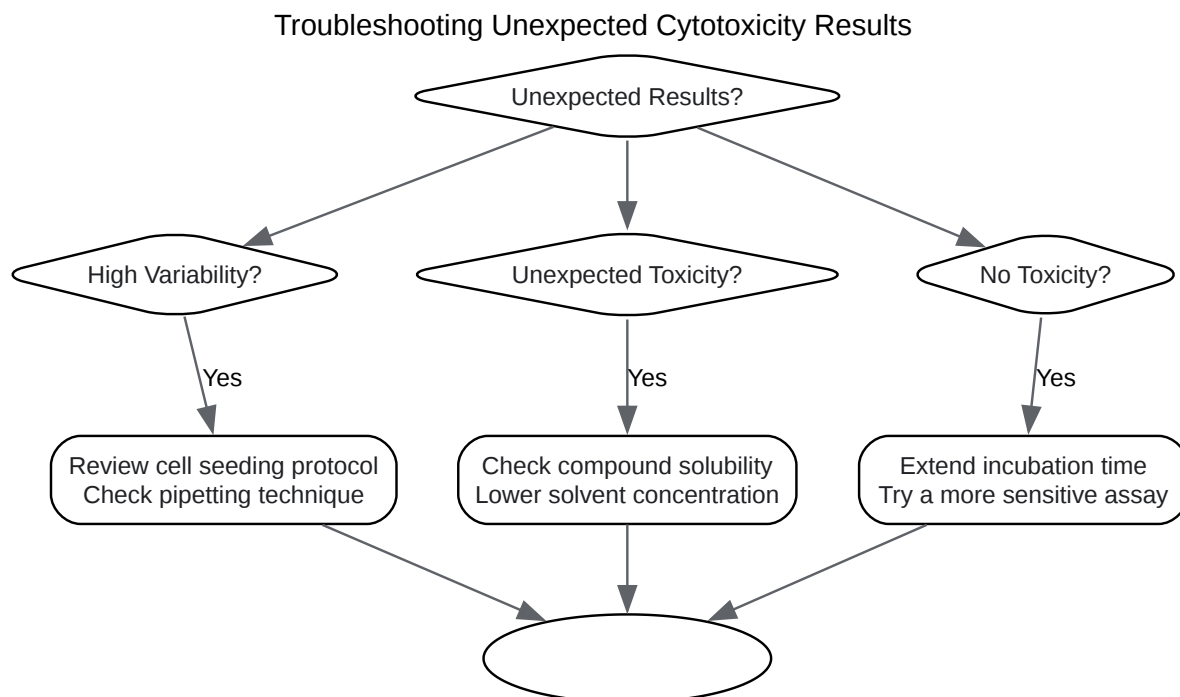 Troubleshooting Unexpected Cytotoxicity Results
Unexpected Results?
High Variability?
Unexpected Toxicity?
No Toxicity?
Yes
Yes
Yes
Review cell seeding protocol
Check pipetting technique
Check compound solubility
Lower solvent concentration
Extend incubation time
Try a more sensitive assay